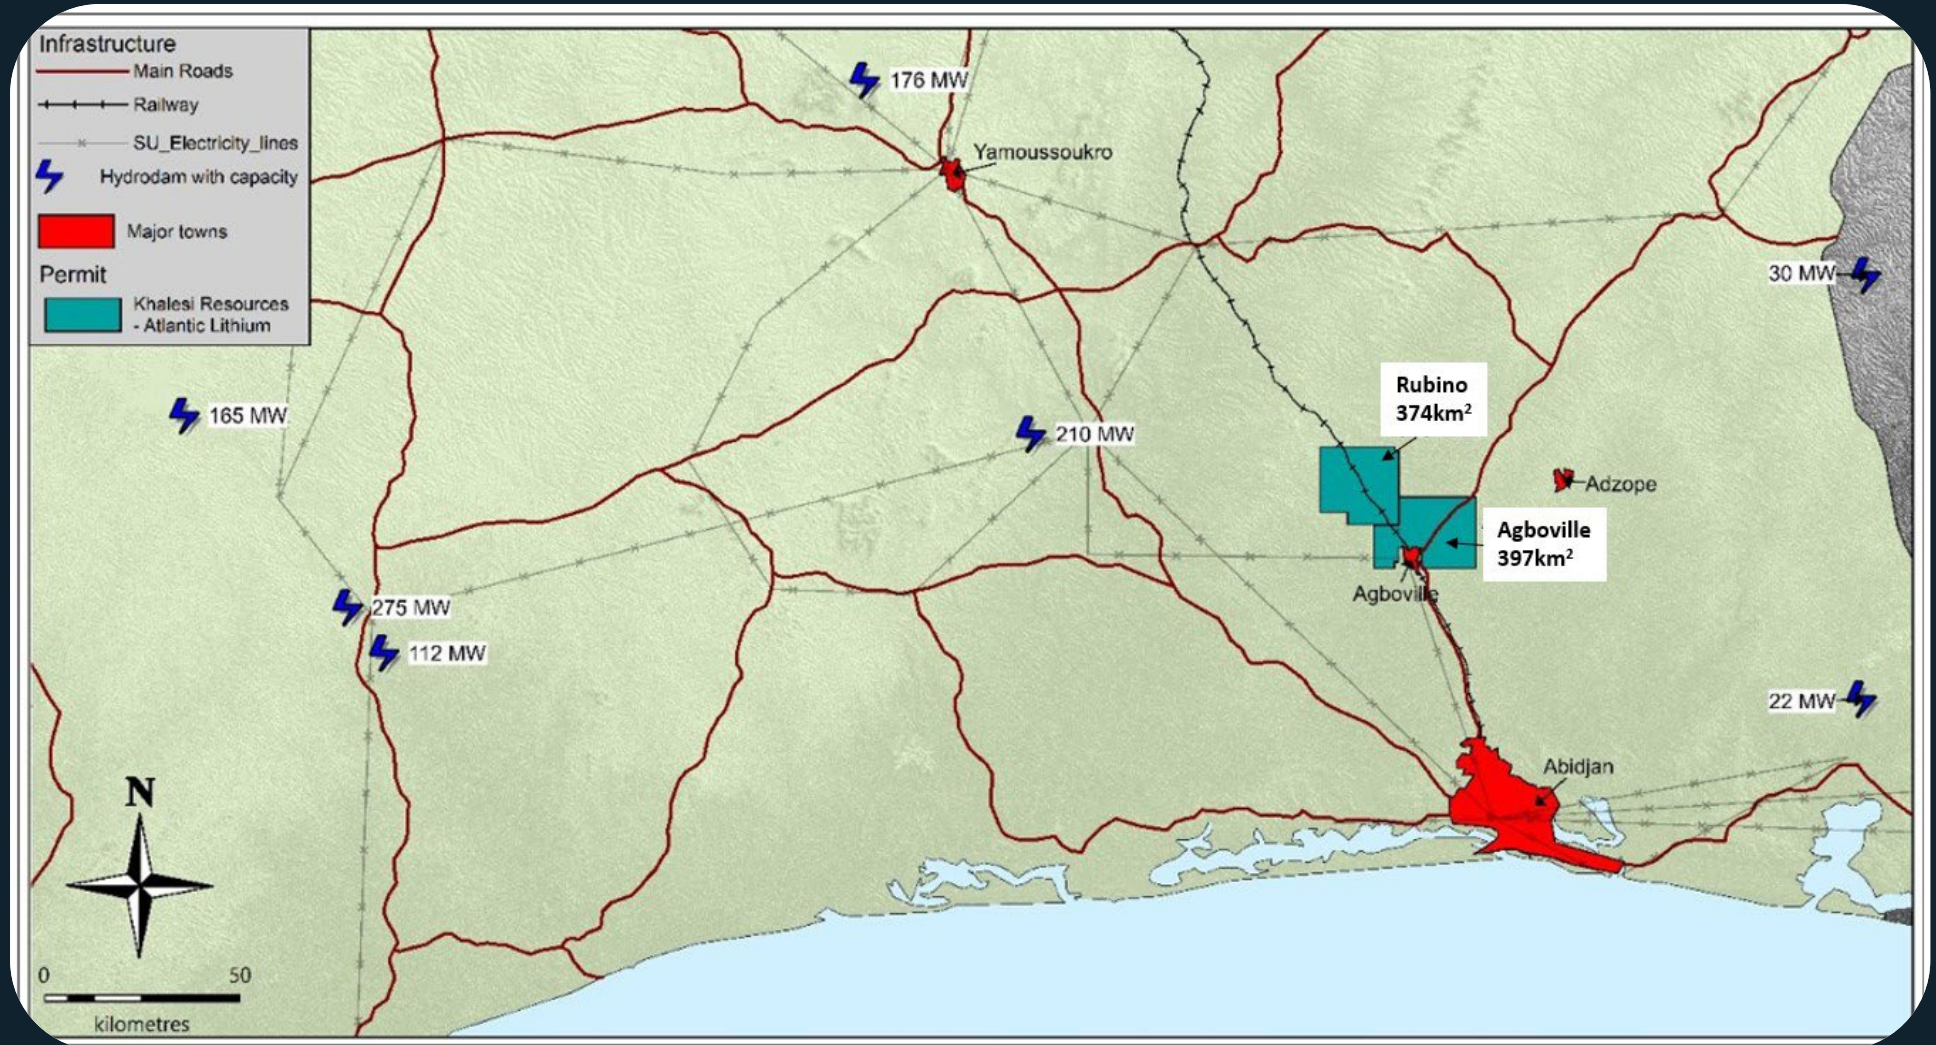 Infrastructure
Main Roads
Railway
SU_Electricity_lines
Hydrodam with capacity
Major towns
Permit
Khalesi Resources
- Atlantic Lithium
176 MW
Yamoussoukro
30 MW
165 MW
210 MW
Rubino
374km²
Adzope
Agboville
397km²
Agboville
275 MW
112 MW
22 MW
Abidjan
N
0 50
kilometres